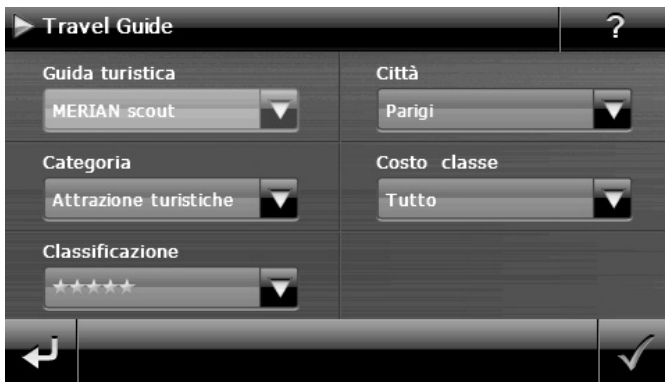 Travel Guide
?
Guida turistica
Città
MERIAN scout
Parigi
Categoria
Costo classe
Attrazione turistiche
Tutto
Classificazione
★★★★★